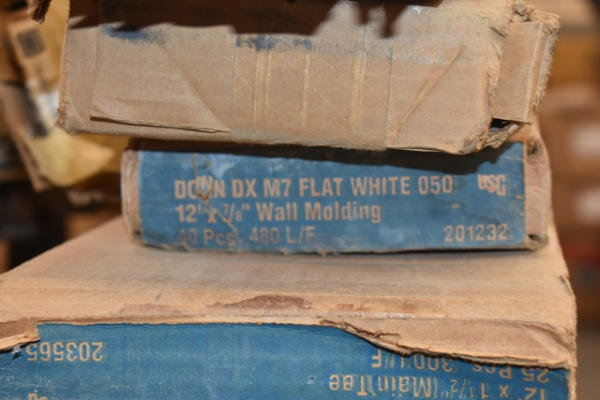 DONN DX M7 FLAT WHITE 050 USG
12' x 7/8" Wall Molding
40 Pcs 480 L/F 201232
12' x 1 1/2" (Main Tee
25 Pcs 300 L/F 203565